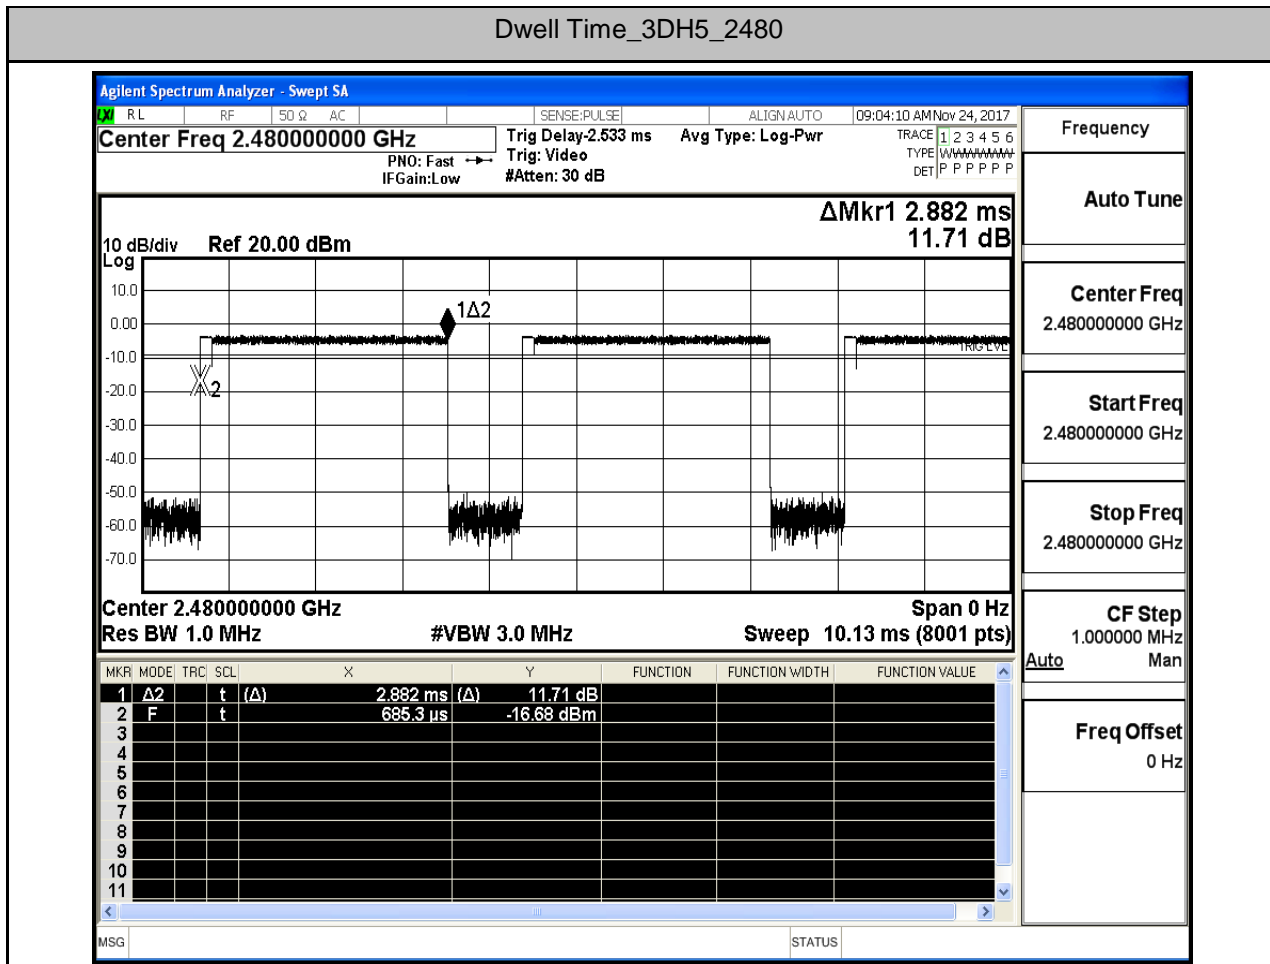 Dwell Time_3DH5_2480
Agilent Spectrum Analyzer - Swept SA
LXI RL RF 50 Ω AC SENSE:PULSE ALIGN AUTO 09:04:10 AM Nov 24, 2017
Center Freq 2.480000000 GHz
PNO: Fast
IFGain:Low
Trig Delay-2.533 ms
Trig: Video
#Atten: 30 dB
Avg Type: Log-Pwr
TRACE 1 2 3 4 5 6
TYPE WWWWWW
DET P P P P P P
ΔMkr1 2.882 ms
11.71 dB
10 dB/div Ref 20.00 dBm
Log
10.0
0.00
-10.0
-20.0
-30.0
-40.0
-50.0
-60.0
-70.0
1Δ2
2
TRIG LVL
Center 2.480000000 GHz Span 0 Hz
Res BW 1.0 MHz #VBW 3.0 MHz Sweep 10.13 ms (8001 pts)
MKR MODE TRC SCL X Y FUNCTION FUNCTION WIDTH FUNCTION VALUE
1 Δ2 t (Δ) 2.882 ms (Δ) 11.71 dB
2 F t 685.3 µs -16.68 dBm
3
4
5
6
7
8
9
10
11
MSG STATUS
Frequency
Auto Tune
Center Freq
2.480000000 GHz
Start Freq
2.480000000 GHz
Stop Freq
2.480000000 GHz
CF Step
1.000000 MHz
Auto Man
Freq Offset
0 Hz